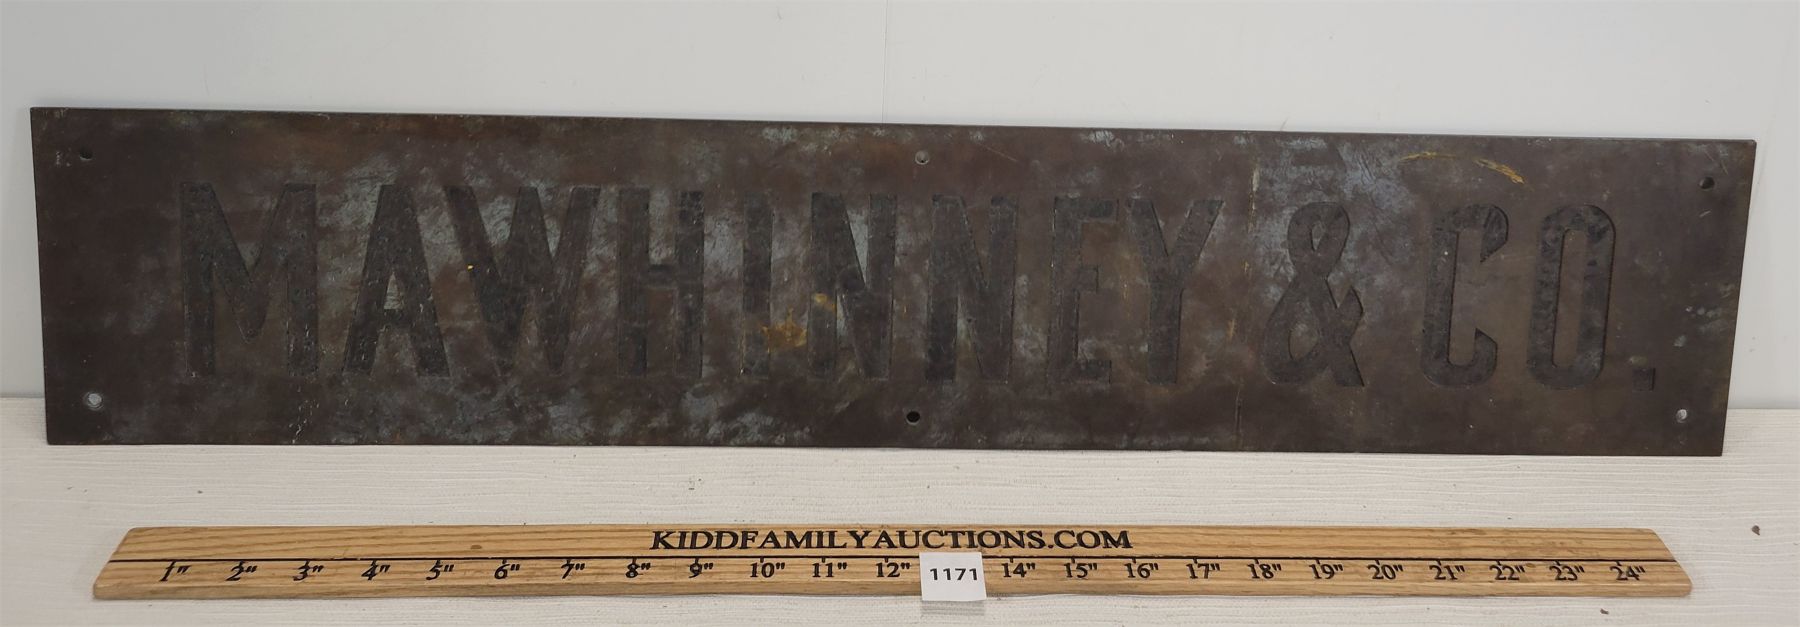 MAWHINNEY & CO.
KIDDFAMILYAUCTIONS.COM
1" 2" 3" 4" 5" 6" 7" 8" 9" 10" 11" 12" 1171 14" 15" 16" 17" 18" 19" 20" 21" 22" 23" 24"